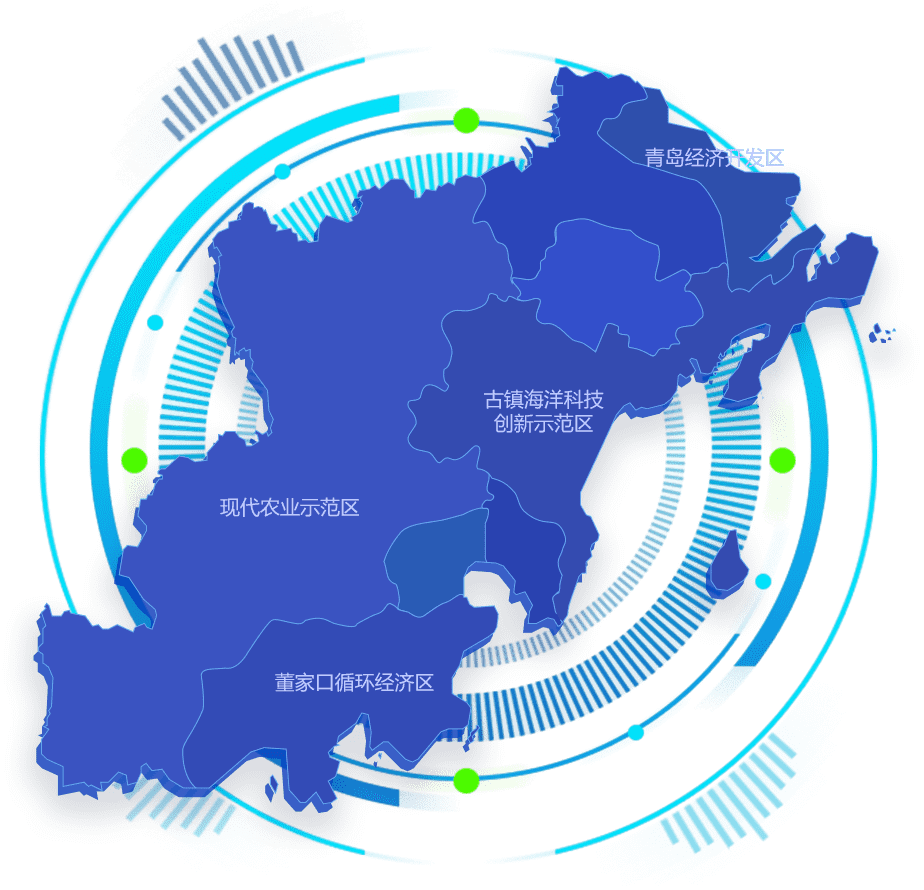 青岛经济开发区
古镇海洋科技
创新示范区
现代农业示范区
董家口循环经济区